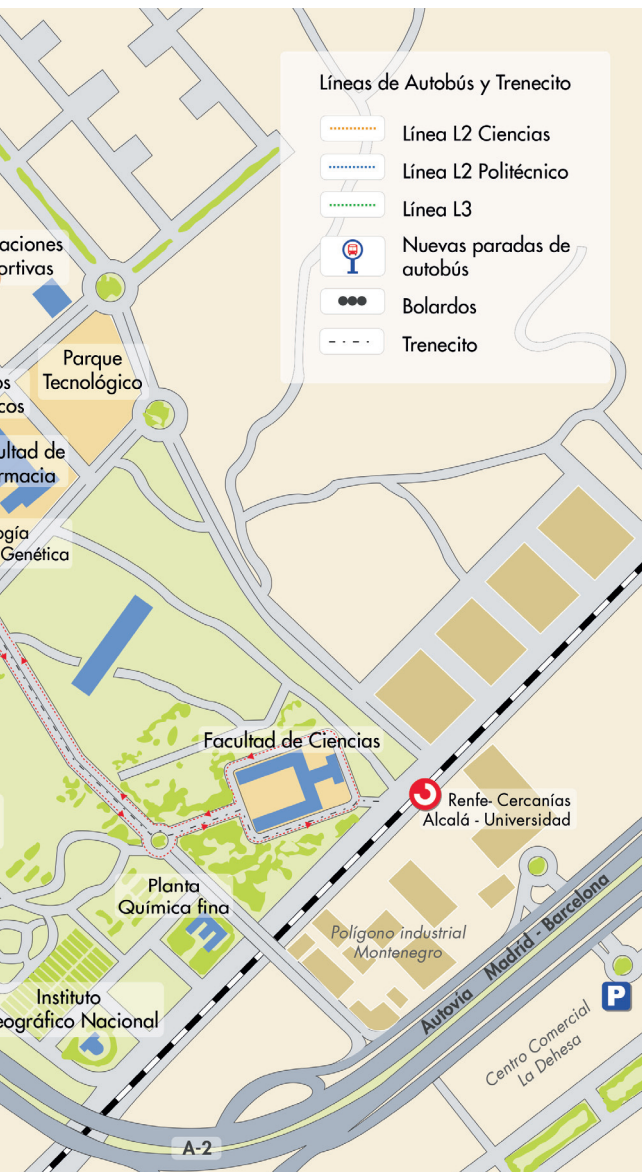 Líneas de Autobús y Trenecito
Línea L2 Ciencias
Línea L2 Politécnico
Línea L3
Nuevas paradas de
autobús
Bolardos
Trenecito
aciones
ortivas
Parque
Tecnológico
os
cos
ultad de
rmacia
ogía
Genética
Facultad de Ciencias
Renfe- Cercanías
Alcalá - Universidad
Planta
Química fina
Polígono industrial
Montenegro
Autovía Madrid - Barcelona
P
Instituto
eográfico Nacional
Centro Comercial
La Dehesa
A-2